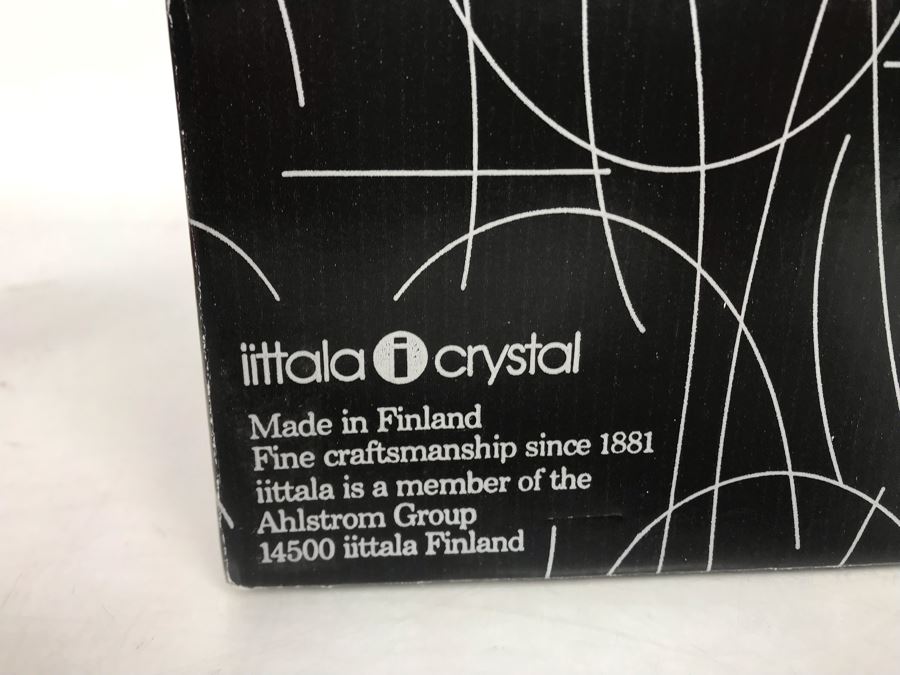 iittala i crystal
Made in Finland
Fine craftsmanship since 1881
iittala is a member of the
Ahlstrom Group
14500 iittala Finland